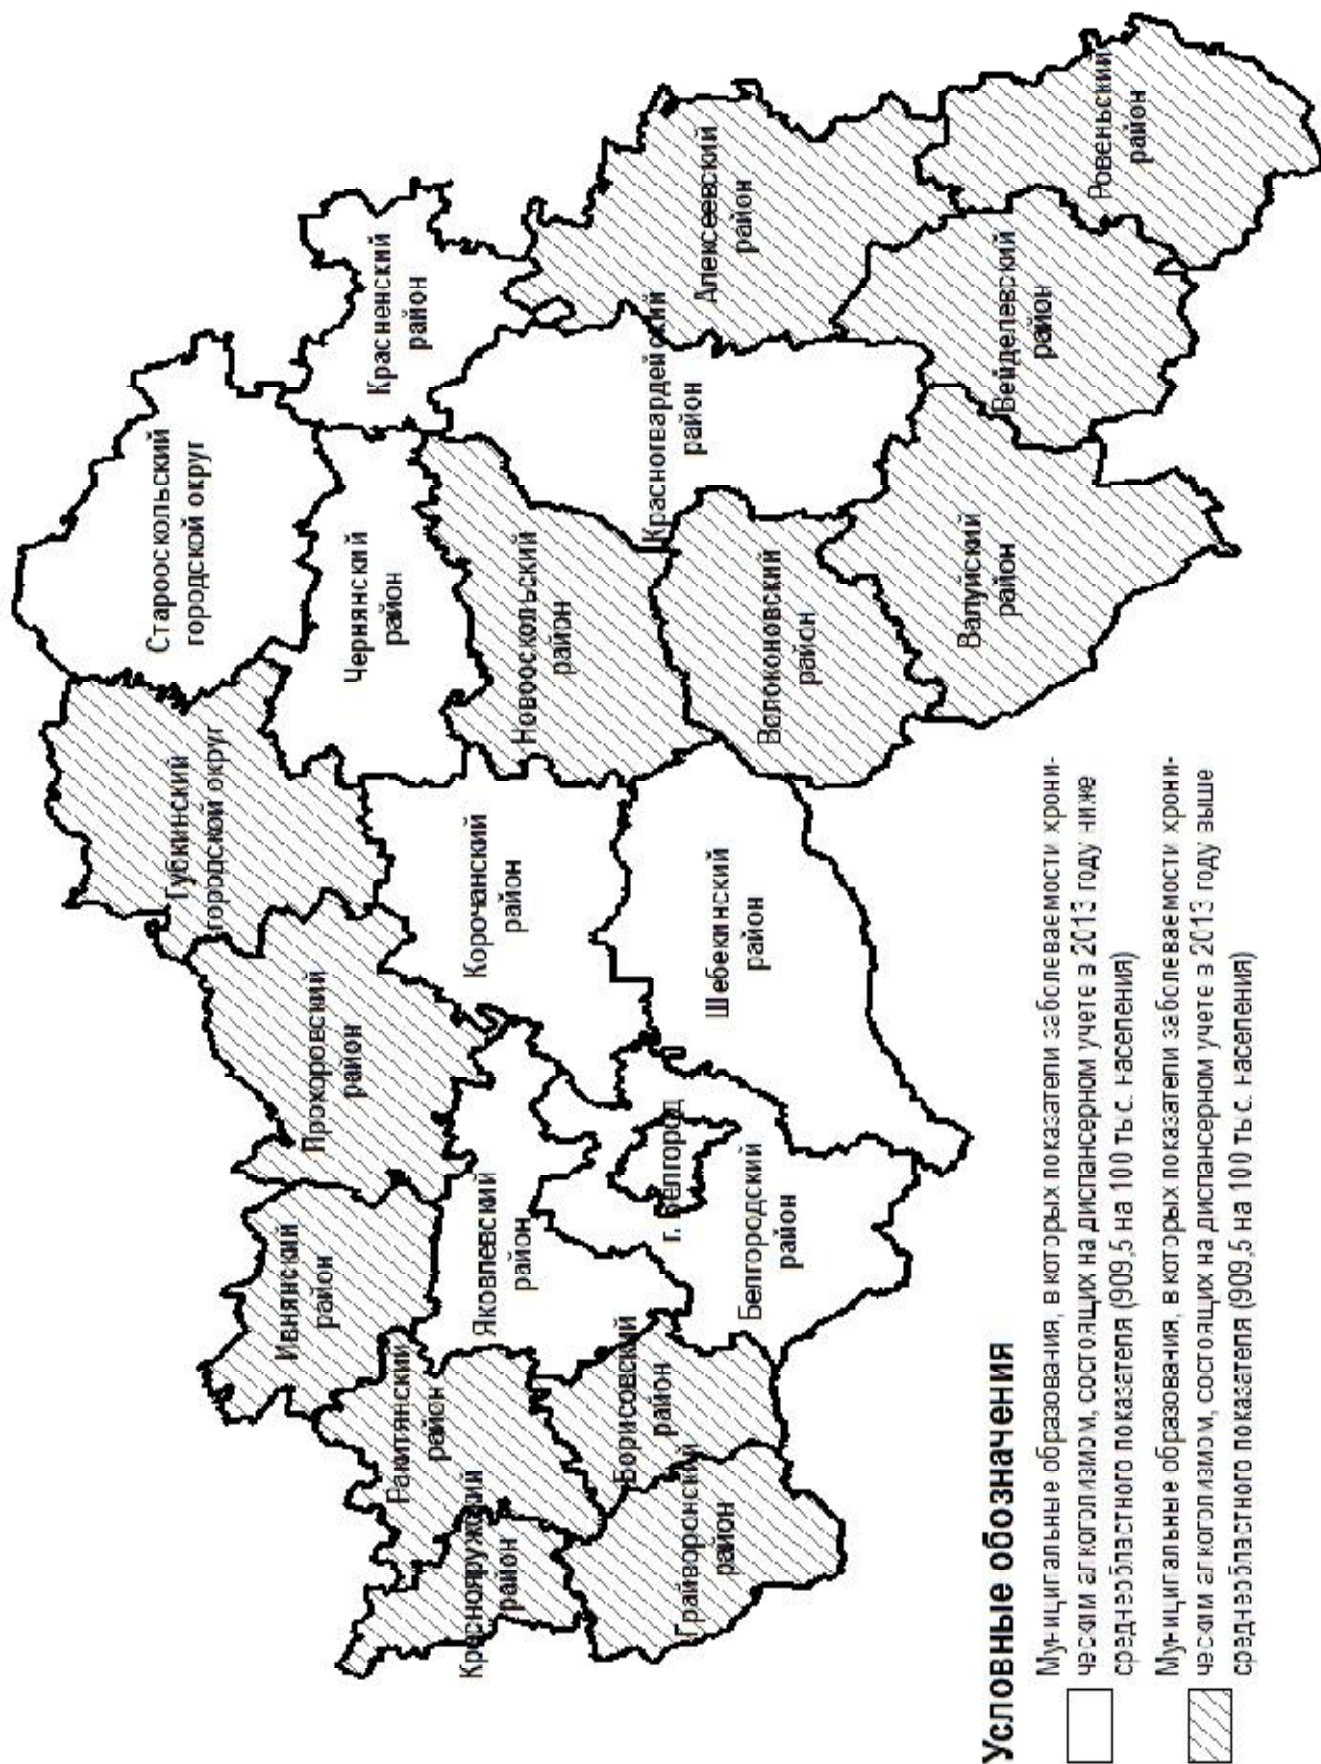 Старооскольский
городской округ
Губкинский
городской округ
Ивнянский
район
Прохоровский
район
Чернянский
район
Красненский
район
Ракитянский
район
Краснояружский
район
Корочанский
район
Яковлевский
район
Новооскольский
район
Борисовский
район
Красногвардейский
район
г. Белгород
Грайворонский
район
Алексеевский
район
Шебекинский
район
Белгородский
район
Волоконовский
район
Валуйский
район
Вейделевский
район
Ровеньский
район
Условные обозначения
Муниципальные образования, в которых показатели заболеваемости хрони-
ческим алкоголизмом, состоящих на диспансерном учете в 2013 году ниже
среднеобластного показателя (909,5 на 100 тыс. населения)
Муниципальные образования, в которых показатели заболеваемости хрони-
ческим алкоголизмом, состоящих на диспансерном учете в 2013 году выше
среднеобластного показателя (909,5 на 100 тыс. населения)